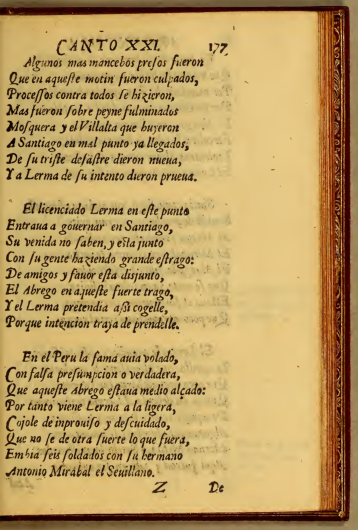 CANTO XXI. 177
Algunos mas mancebos presos fueron
Que en aqueste motin fueron culpados,
Processos contra todos se hizieron,
Mas fueron sobre peyne fulminados
Mosquera y el Villalta que huyeron
A Santiago en mal punto ya llegados,
De su triste desastre dieron nueua,
Y a Lerma de su intento dieron prueua.
El licenciado Lerma en este punto
Entraua a gouernar en Santiago,
Su venida no saben, y esta junto
Con su gente haziendo grande estrago:
De amigos y fauor esta disjunto,
El Abrego en aqueste fuerte trago,
Y el Lerma pretendia assi cogelle,
Porque intencion traya de prendelle.
En el Peru la fama auia volado,
Con falsa presumpcion o verdadera,
Que aqueste Abrego estaua medio alçado:
Por tanto viene Lerma a la ligera,
Cojole de improuiso y descuidado,
Que no se de otra suerte lo que fuera,
Embia seis soldados con su hermano
Antonio Mirabal el Seuillano.
Z De